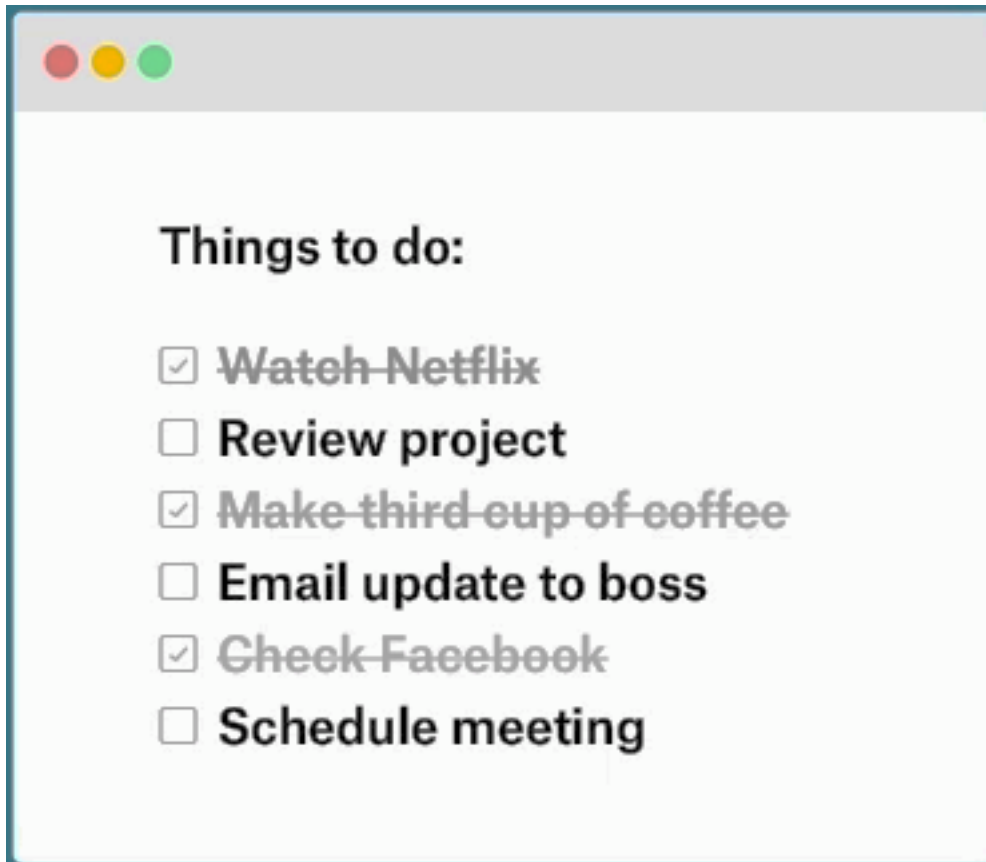 Things to do:
Watch Netflix
Review project
Make third cup of coffee
Email update to boss
Check Facebook
Schedule meeting